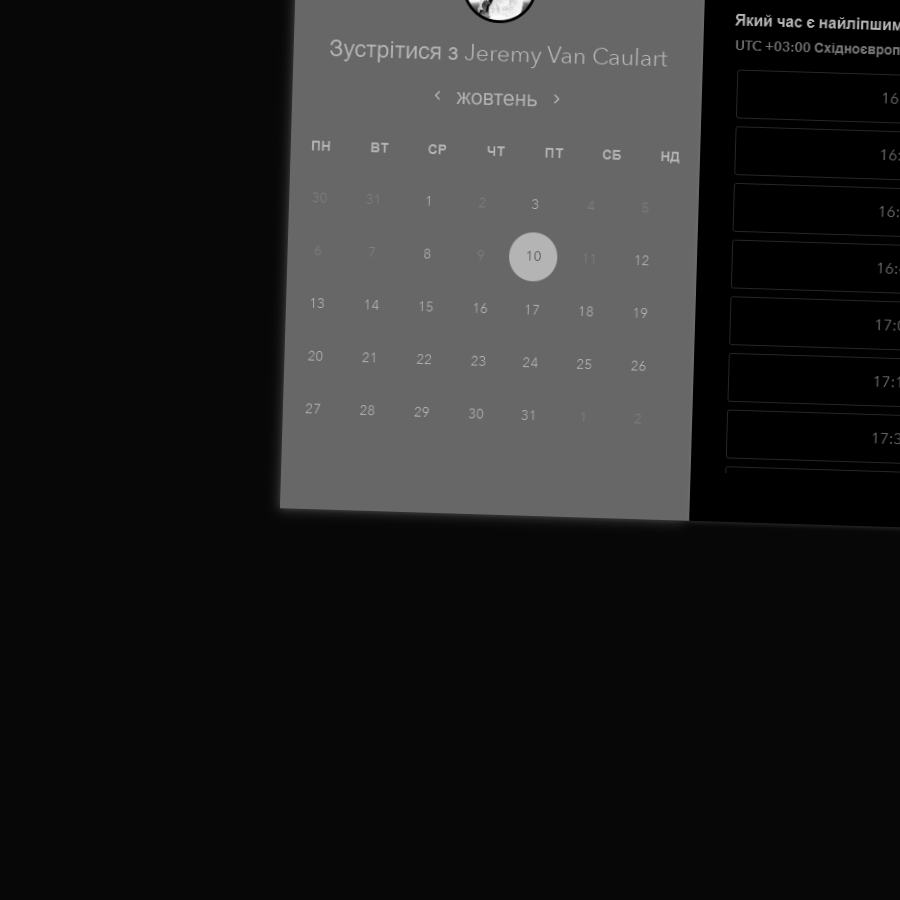 Зустрітися з Jeremy Van Caulart
жовтень
ПН ВТ СР ЧТ ПТ СБ НД
30 31 1 2 3 4 5
6 7 8 9 10 11 12
13 14 15 16 17 18 19
20 21 22 23 24 25 26
27 28 29 30 31 1 2
Який час є найліпшим
UTC +03:00
16
16:
16:
16:
17:
17:1
17:3